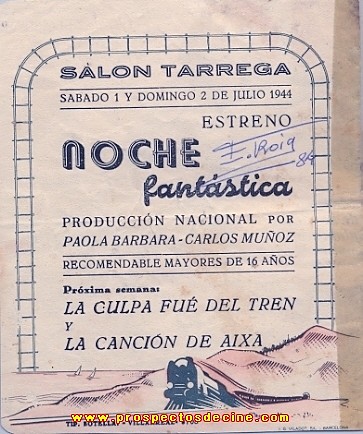 SALON TARREGA
SABADO 1 Y DOMINGO 2 DE JULIO 1944
ESTRENO
NOCHE
fantástica
PRODUCCIÓN NACIONAL POR
PAOLA BARBARA - CARLOS MUÑOZ
RECOMENDABLE MAYORES DE 16 AÑOS
Próxima semana:
LA CULPA FUÉ DEL TREN
Y
LA CANCIÓN DE AIXA
www.prospectosdecine.com